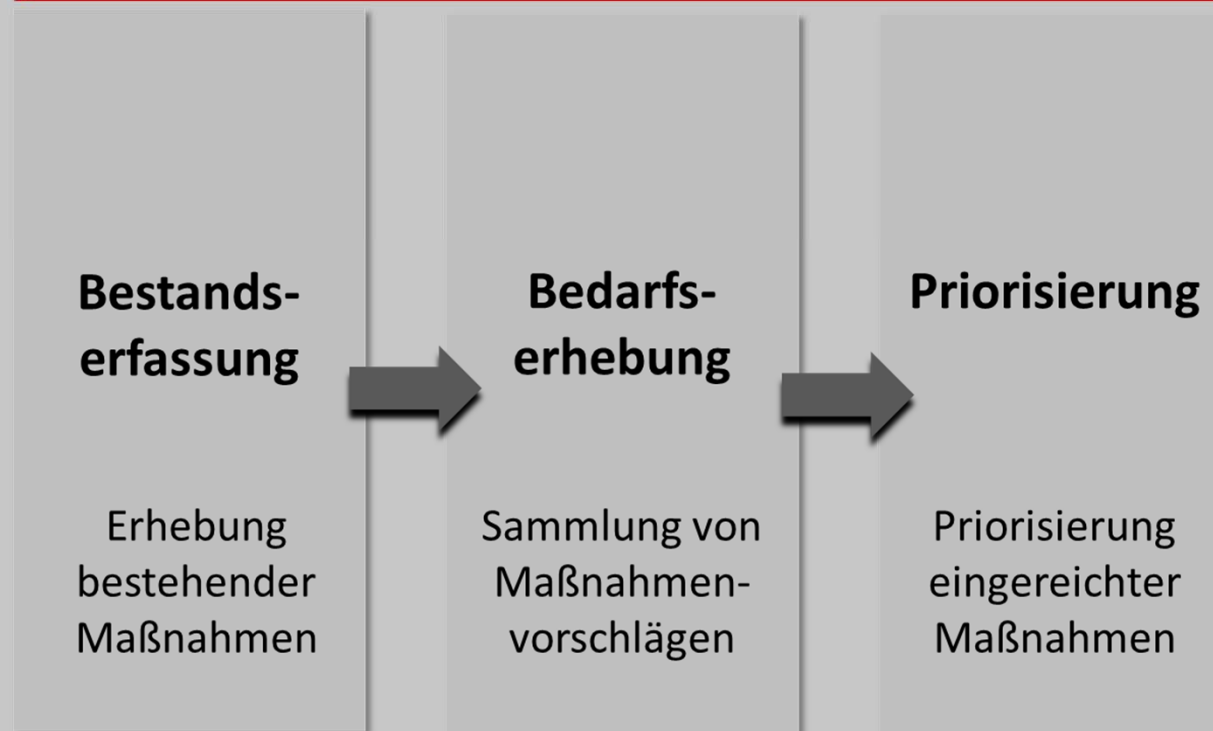 Bestands-
erfassung
Erhebung
bestehender
Maßnahmen
Bedarfs-
erhebung
Sammlung von
Maßnahmen-
vorschlägen
Priorisierung
Priorisierung
eingereichter
Maßnahmen